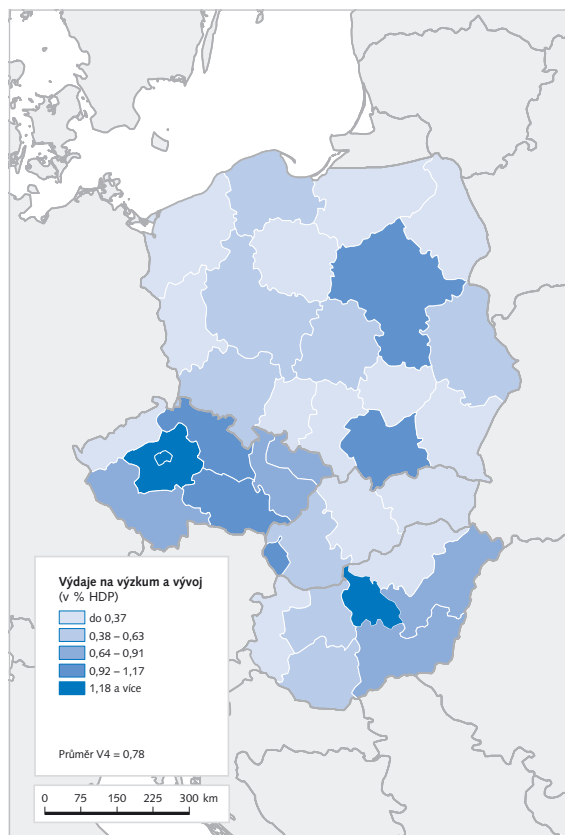 Výdaje na výzkum a vývoj
(v % HDP)
do 0,37
0,38 – 0,63
0,64 – 0,91
0,92 – 1,17
1,18 a více
Průměr V4 = 0,78
0 75 150 225 300 km